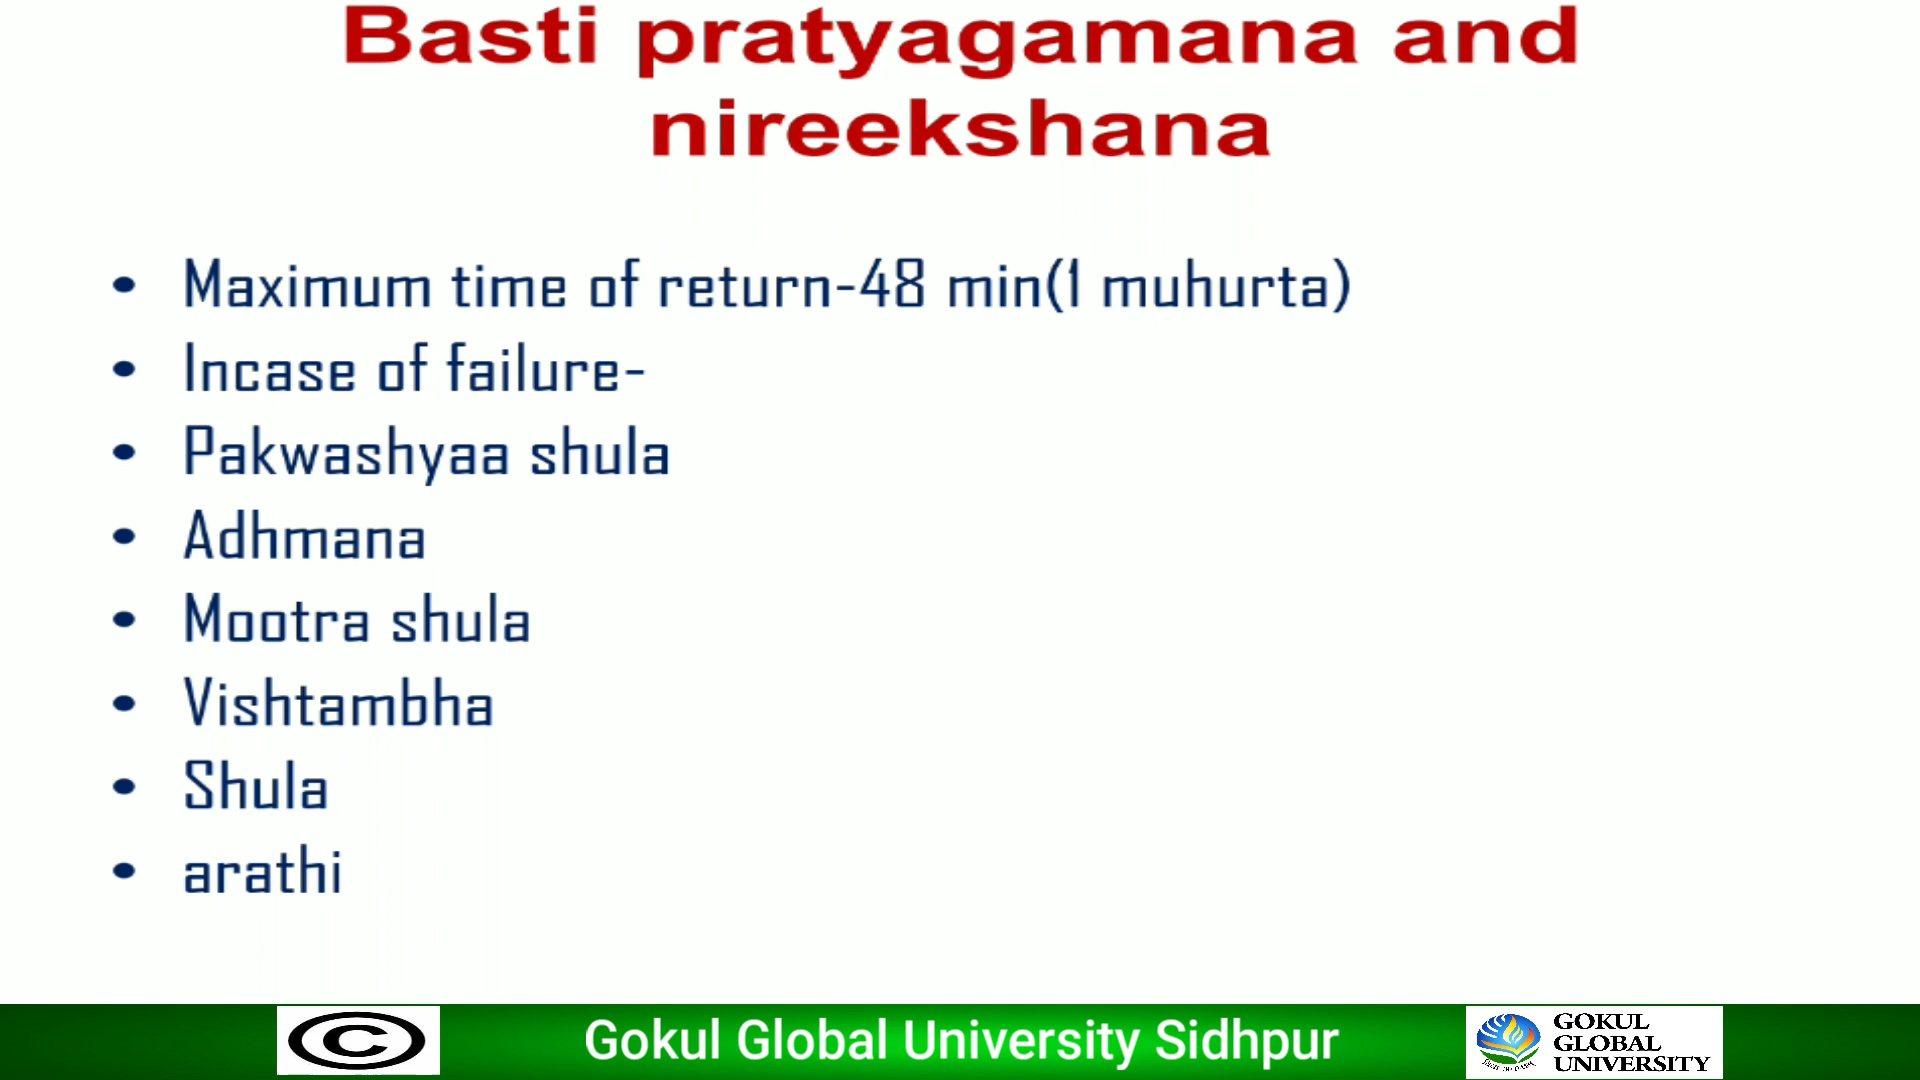 Basti pratyagamana and
nireekshana
• Maximum time of return-48 min(1 muhurta)
• Incase of failure-
• Pakwashyaa shula
• Adhmana
• Mootra shula
• Vishtambha
• Shula
• arathi
©
Gokul Global University Sidhpur
GOKUL
GLOBAL
UNIVERSITY